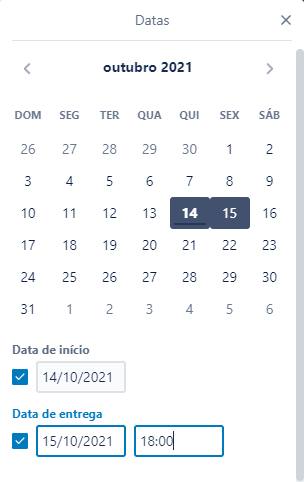 Datas
outubro 2021
DOM SEG TER QUA QUI SEX SÁB
26 27 28 29 30 1 2
3 4 5 6 7 8 9
10 11 12 13 14 15 16
17 18 19 20 21 22 23
24 25 26 27 28 29 30
31 1 2 3 4 5 6
Data de início
14/10/2021
Data de entrega
15/10/2021 18:00